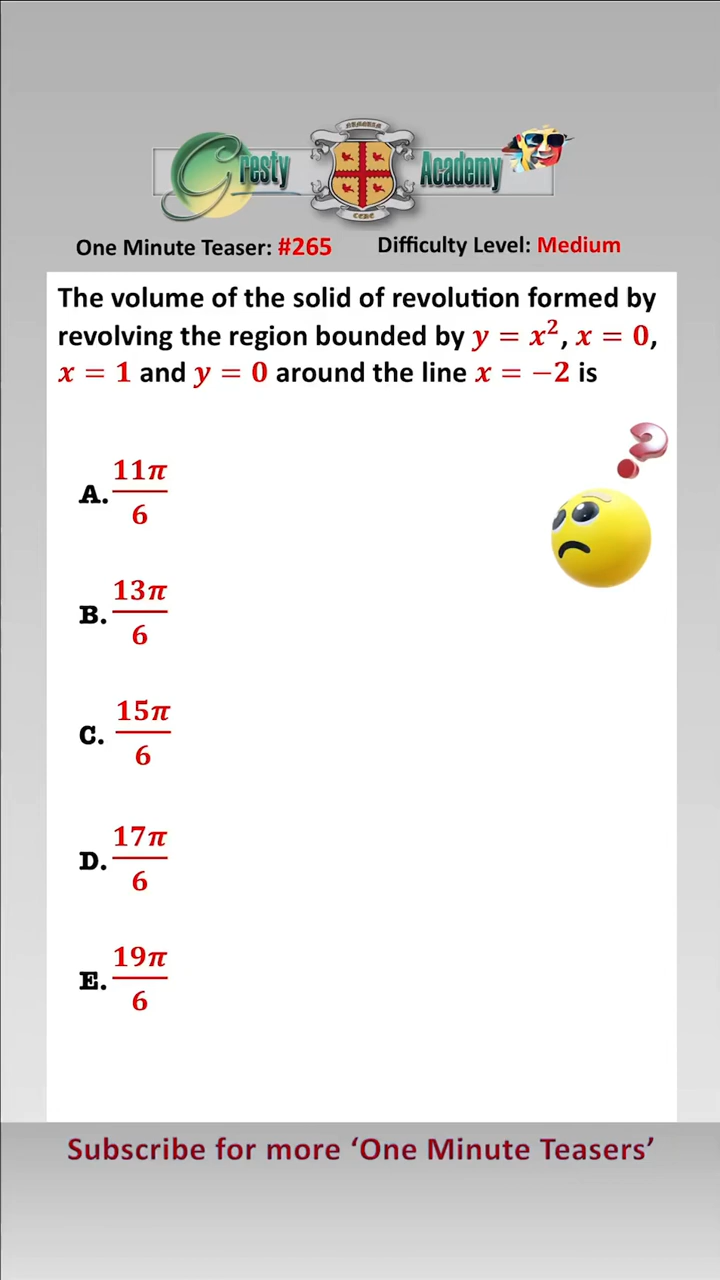 Gresty Academy
MEMORIAM
CEDE
One Minute Teaser: #265 Difficulty Level: Medium
The volume of the solid of revolution formed by
revolving the region bounded by y = x², x = 0,
x = 1 and y = 0 around the line x = −2 is
A. 11π/6
B. 13π/6
C. 15π/6
D. 17π/6
E. 19π/6
Subscribe for more ‘One Minute Teasers’